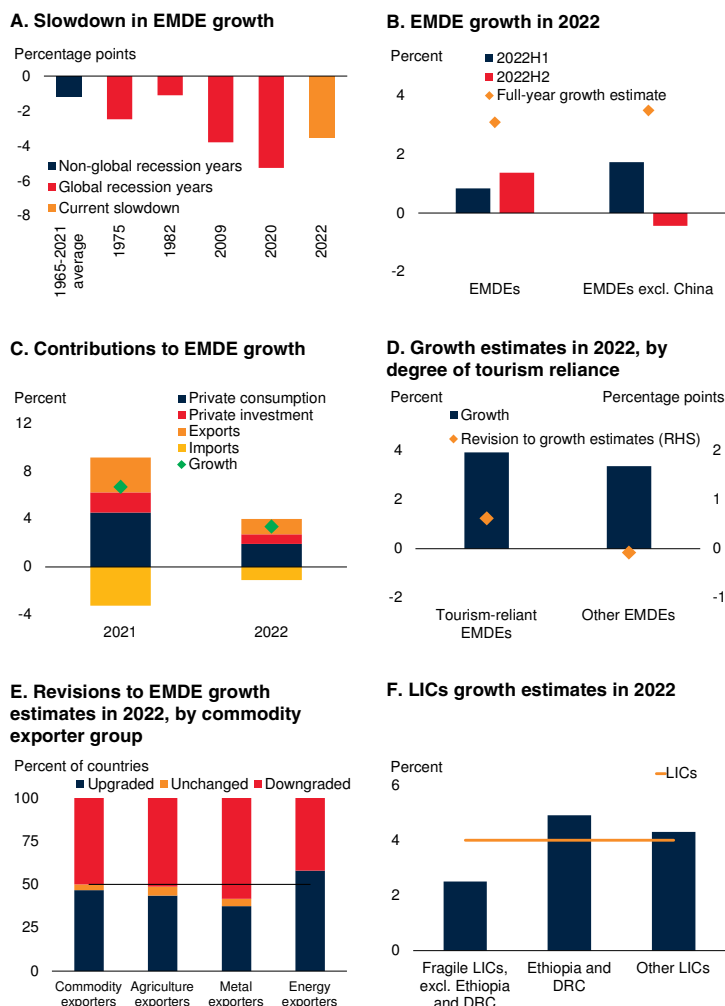 A. Slowdown in EMDE growth
Percentage points
0
-2
-4
-6
-8
Non-global recession years
Global recession years
Current slowdown
1965-2021
average
1975
1982
2009
2020
2022
B. EMDE growth in 2022
Percent
2022H1
2022H2
Full-year growth estimate
4
2
0
-2
EMDEs
EMDEs excl. China
C. Contributions to EMDE growth
Percent
Private consumption
Private investment
Exports
Imports
Growth
12
8
4
0
-4
2021
2022
D. Growth estimates in 2022, by
degree of tourism reliance
Percent
Percentage points
Growth
Revision to growth estimates (RHS)
4
2
0
-2
2
1
0
-1
Tourism-reliant
EMDEs
Other EMDEs
E. Revisions to EMDE growth
estimates in 2022, by commodity
exporter group
Percent of countries
Upgraded
Unchanged
Downgraded
100
75
50
25
0
Commodity
exporters
Agriculture
exporters
Metal
exporters
Energy
exporters
F. LICs growth estimates in 2022
Percent
LICs
6
4
2
0
Fragile LICs,
excl. Ethiopia
and DRC
Ethiopia and
DRC
Other LICs